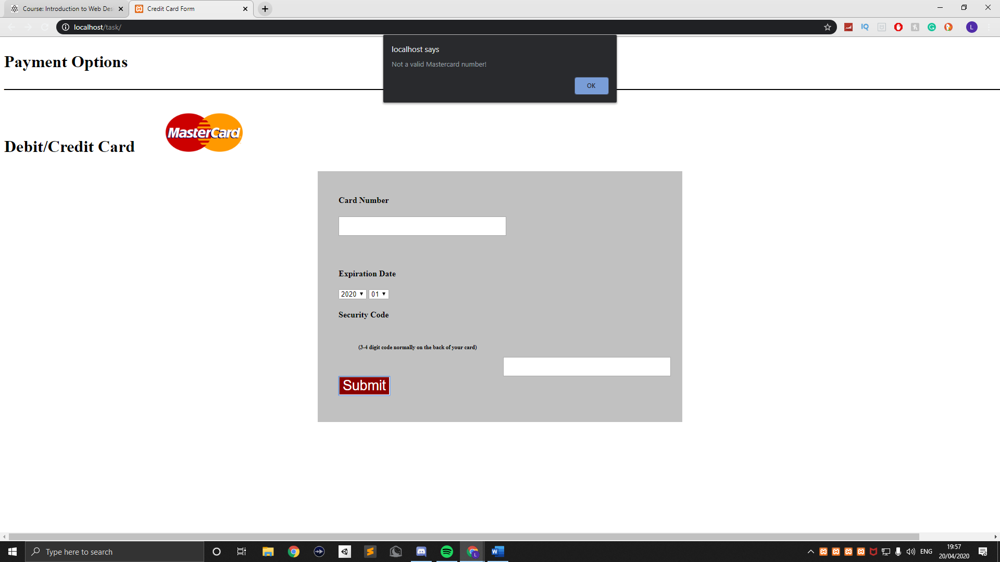 Course: Introduction to Web Des
Credit Card Form
localhost/task/
IQ
L
localhost says
Not a valid Mastercard number!
OK
Payment Options
MasterCard
Debit/Credit Card
Card Number
Expiration Date
2020 01
Security Code
(3-4 digit code normally on the back of your card)
Submit
Type here to search
ENG
19:57
20/04/2020